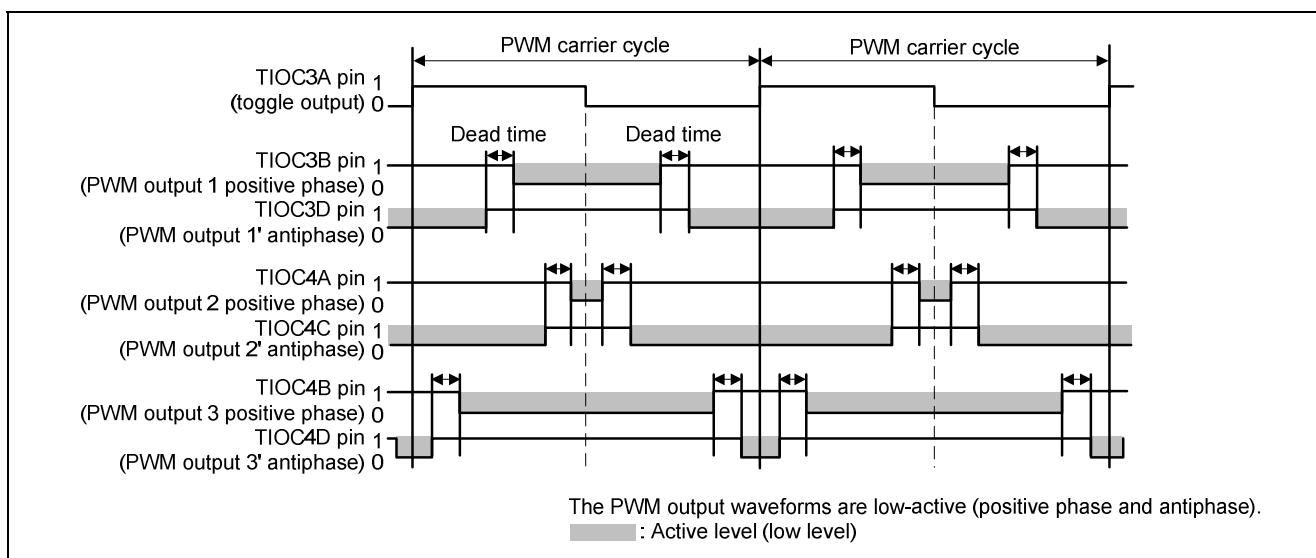 PWM carrier cycle PWM carrier cycle
TIOC3A pin 1
(toggle output) 0
Dead time Dead time
TIOC3B pin 1
(PWM output 1 positive phase) 0
TIOC3D pin 1
(PWM output 1' antiphase) 0
TIOC4A pin 1
(PWM output 2 positive phase) 0
TIOC4C pin 1
(PWM output 2' antiphase) 0
TIOC4B pin 1
(PWM output 3 positive phase) 0
TIOC4D pin 1
(PWM output 3' antiphase) 0
The PWM output waveforms are low-active (positive phase and antiphase).
: Active level (low level)